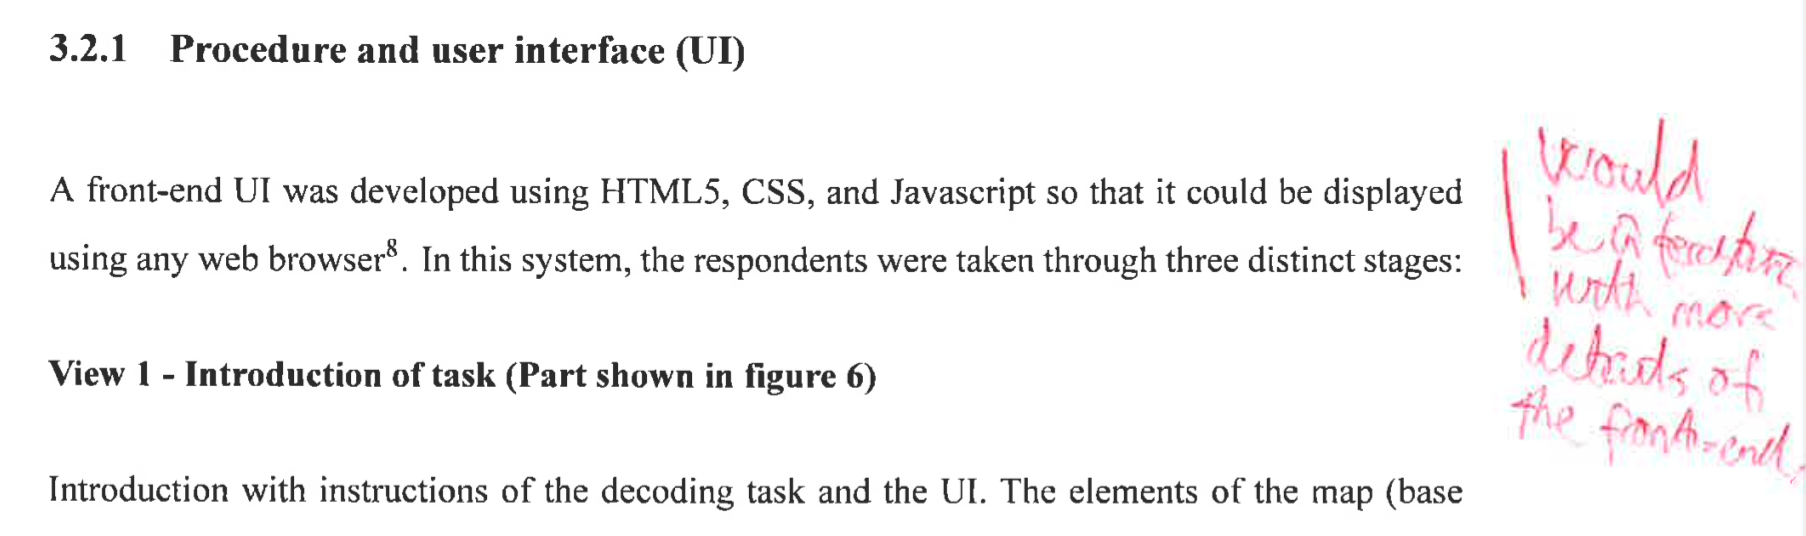 3.2.1 Procedure and user interface (UI)
A front-end UI was developed using HTML5, CSS, and Javascript so that it could be displayed
using any web browser⁸. In this system, the respondents were taken through three distinct stages:
View 1 - Introduction of task (Part shown in figure 6)
Introduction with instructions of the decoding task and the UI. The elements of the map (base
would
be a
with more
details of
the front-end.